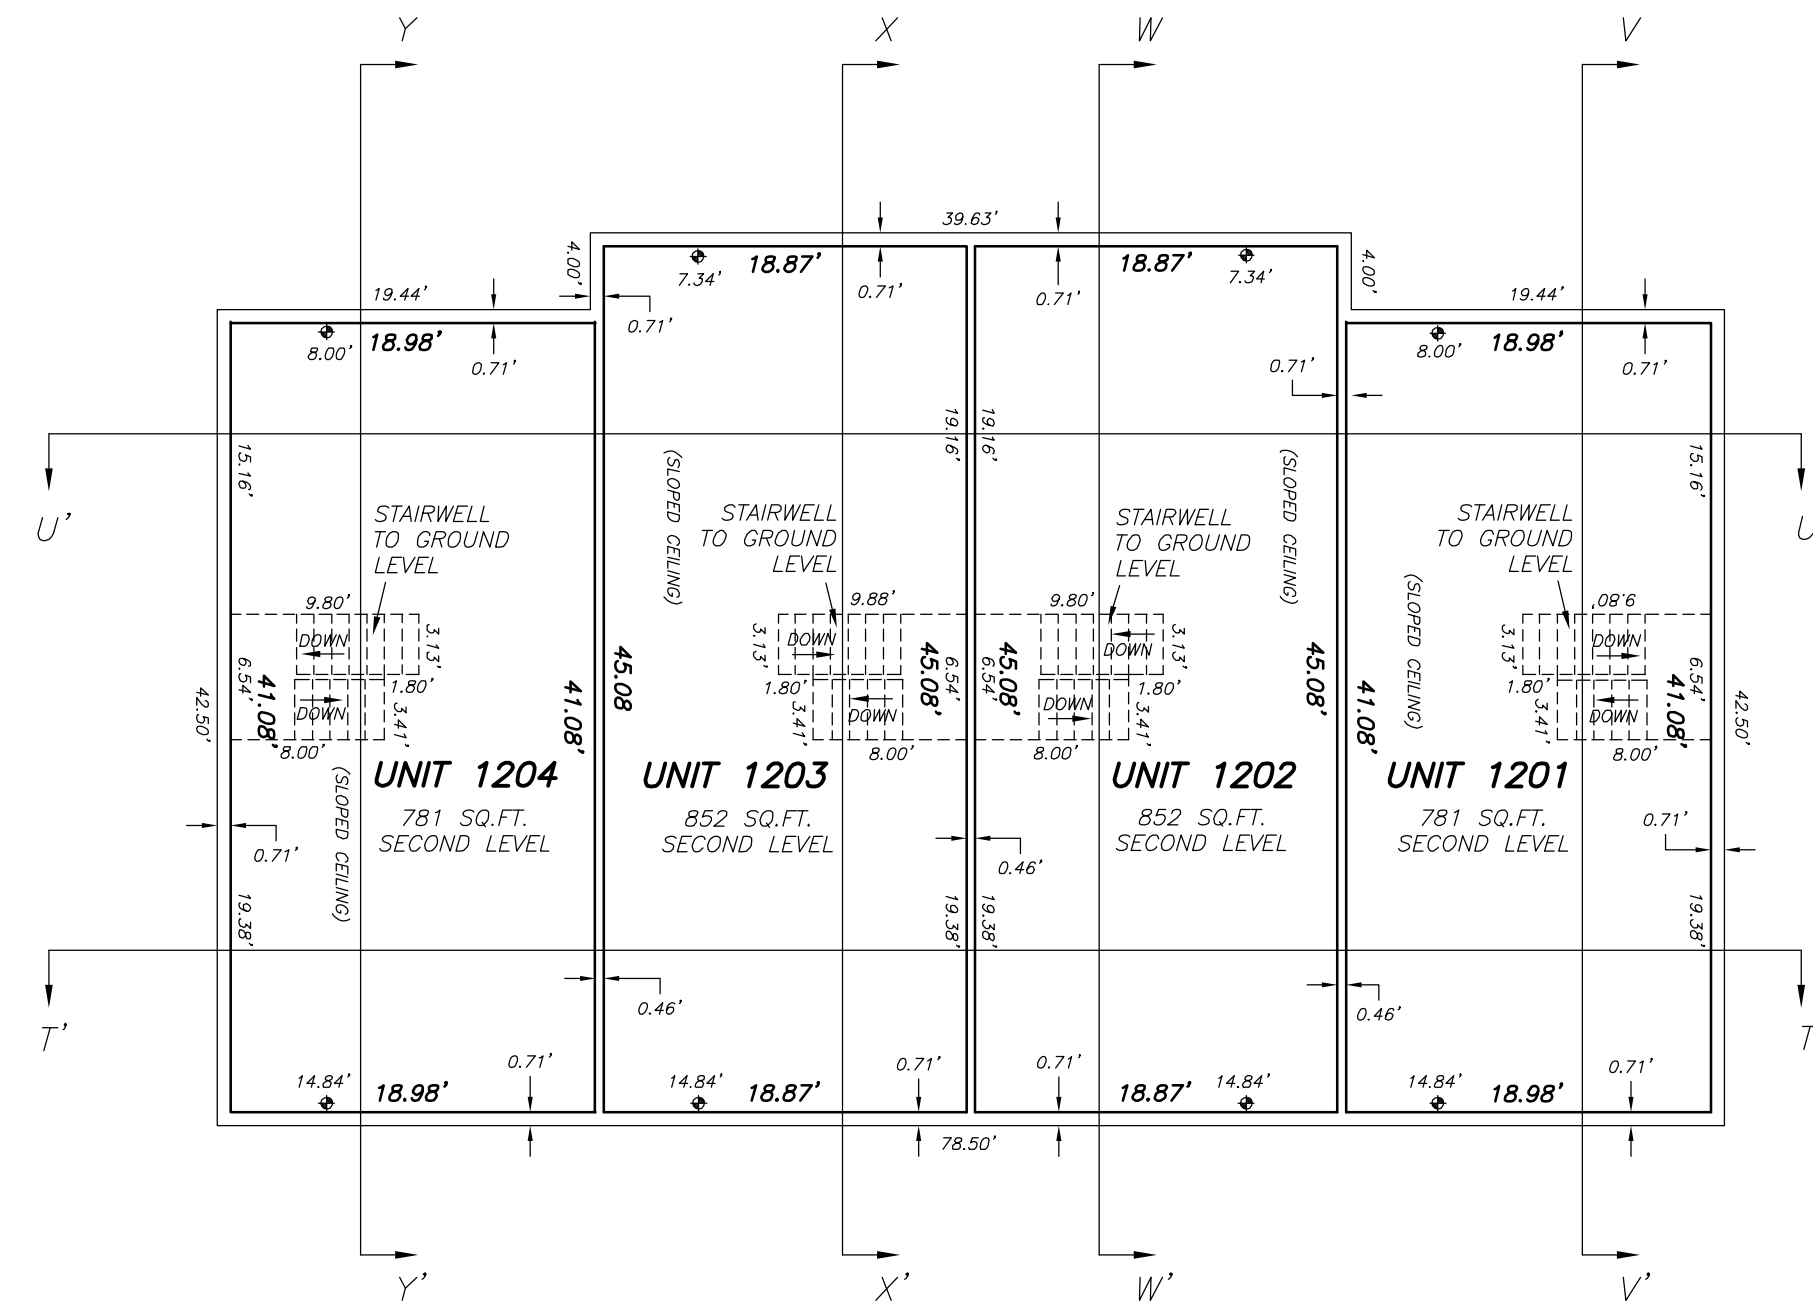 Y
X
W
V
39.63'
4.00'
4.00'
19.44'
19.44'
7.34'
18.87'
0.71'
0.71'
18.87'
7.34'
0.71'
8.00'
18.98'
0.71'
0.71'
8.00'
18.98'
0.71'
15.16'
19.16'
19.16'
15.16'
U'
U
(SLOPED CEILING)
(SLOPED CEILING)
STAIRWELL
TO GROUND
LEVEL
STAIRWELL
TO GROUND
LEVEL
STAIRWELL
TO GROUND
LEVEL
STAIRWELL
TO GROUND
LEVEL
(SLOPED CEILING)
9.80'
DOWN
3.13'
1.80'
6.54'
41.08'
DOWN
3.41'
8.00'
42.50'
41.08'
45.08
9.88'
3.13'
DOWN
1.80'
3.41'
DOWN
8.00'
45.08'
6.54'
6.54'
45.08'
9.80'
DOWN
3.13'
1.80'
DOWN
3.41'
8.00'
45.08'
41.08'
9.80'
3.13'
DOWN
1.80'
3.41'
DOWN
8.00'
6.54'
41.08'
42.50'
(SLOPED CEILING)
UNIT 1204
781 SQ.FT.
SECOND LEVEL
UNIT 1203
852 SQ.FT.
SECOND LEVEL
UNIT 1202
852 SQ.FT.
SECOND LEVEL
UNIT 1201
781 SQ.FT.
SECOND LEVEL
0.71'
0.46'
0.71'
19.38'
19.38'
19.38'
19.38'
T'
T
0.46'
0.46'
14.84'
18.98'
0.71'
14.84'
18.87'
0.71'
0.71'
18.87'
14.84'
14.84'
18.98'
0.71'
78.50'
Y'
X'
W'
V'